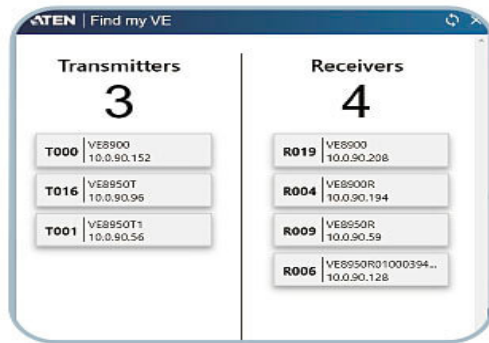 ATEN | Find my VE
Transmitters
3
T000 | VE8900
10.0.90.152
T016 | VE8950T
10.0.90.96
T001 | VE8950T1
10.0.90.56
Receivers
4
R019 | VE8900
10.0.90.208
R004 | VE8900R
10.0.90.194
R009 | VE8950R
10.0.90.59
R006 | VE8950R01000394...
10.0.90.128